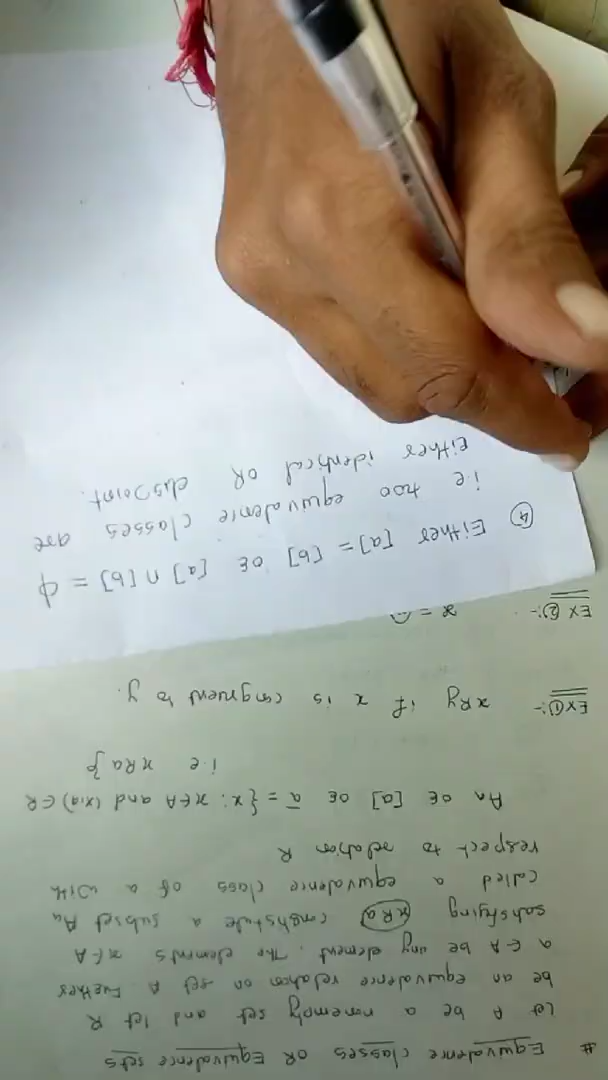 # Equivalence classes OR Equivalence sets
Let A be a nonempty set and let R
be an equivalence relation on set A. Further
a ∈ A be any element. The elements x ∈ A
satisfying xRa constitute a subset Aa
called a equivalence class of a with
respect to relation R
Aa or [a] or ā = {x : x∈A and (x,a) ∈ R
i.e xRa}
Ex ①:- xRy if x is congruent to y.
Ex ②:- x =
④ Either [a] = [b] or [a] ∩ [b] = ϕ
i.e two equivalence classes are
either identical OR disjoint.